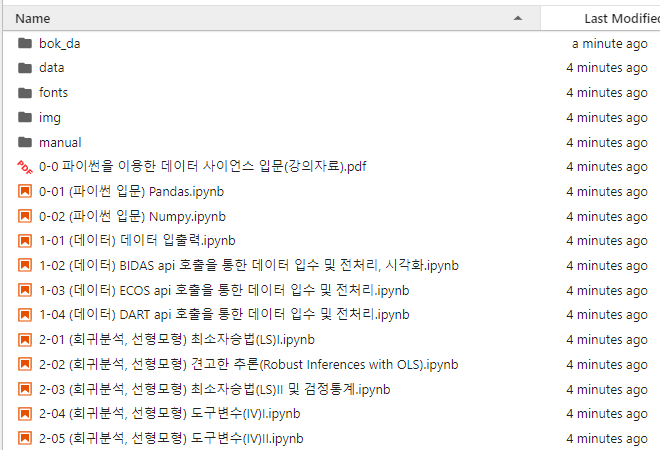 Name Last Modified
bok_da a minute ago
data 4 minutes ago
fonts 4 minutes ago
img 4 minutes ago
manual 4 minutes ago
PDF 0-0 파이썬을 이용한 데이터 사이언스 입문(강의자료).pdf 4 minutes ago
0-01 (파이썬 입문) Pandas.ipynb 4 minutes ago
0-02 (파이썬 입문) Numpy.ipynb 4 minutes ago
1-01 (데이터) 데이터 입출력.ipynb 4 minutes ago
1-02 (데이터) BIDAS api 호출을 통한 데이터 입수 및 전처리, 시각화.ipynb 4 minutes ago
1-03 (데이터) ECOS api 호출을 통한 데이터 입수 및 전처리.ipynb 4 minutes ago
1-04 (데이터) DART api 호출을 통한 데이터 입수 및 전처리.ipynb 4 minutes ago
2-01 (회귀분석, 선형모형) 최소자승법(LS)I.ipynb 4 minutes ago
2-02 (회귀분석, 선형모형) 견고한 추론(Robust Inferences with OLS).ipynb 4 minutes ago
2-03 (회귀분석, 선형모형) 최소자승법(LS)II 및 검정통계.ipynb 4 minutes ago
2-04 (회귀분석, 선형모형) 도구변수(IV)I.ipynb 4 minutes ago
2-05 (회귀분석, 선형모형) 도구변수(IV)II.ipynb 4 minutes ago